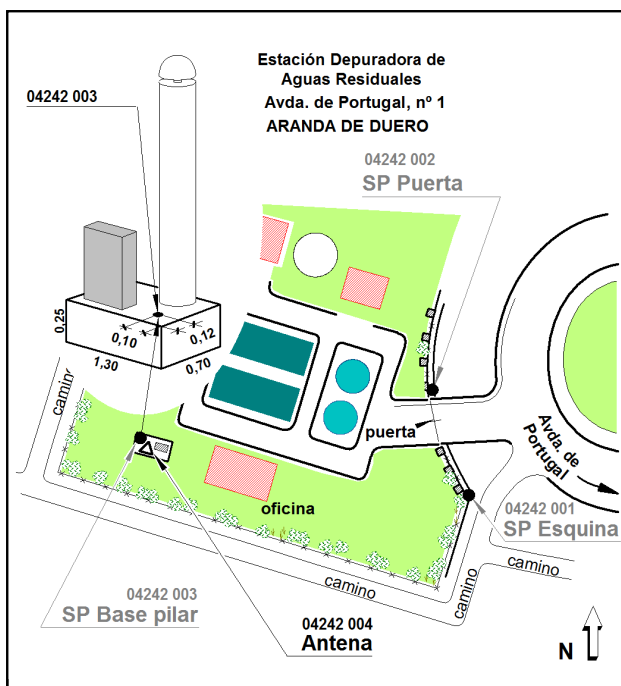 Estación Depuradora de
Aguas Residuales
Avda. de Portugal, nº 1
ARANDA DE DUERO
04242 003
04242 002
SP Puerta
0,25
0,10
0,12
1,30
0,70
camino
puerta
Avda. de
Portugal
oficina
04242 001
SP Esquina
camino
camino
camino
04242 003
SP Base pilar
04242 004
Antena
N